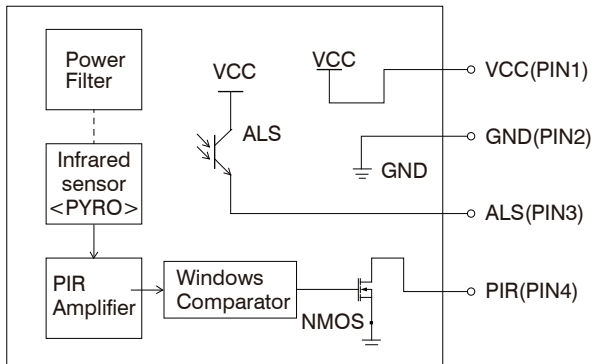 Power
Filter
VCC
VCC
VCC(PIN1)
ALS
GND(PIN2)
GND
Infrared
sensor
<PYRO>
ALS(PIN3)
PIR
Amplifier
Windows
Comparator
NMOS
PIR(PIN4)